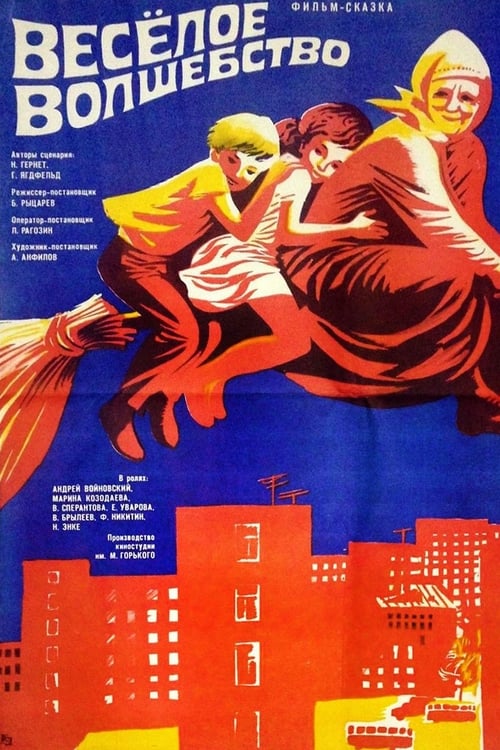 ФИЛЬМ-СКАЗКА
ВЕСЁЛОЕ
ВОЛШЕБСТВО
Авторы сценария:
Н. ГЕРНЕТ,
Г. ЯГДФЕЛЬД
Режиссер-постановщик
Б. РЫЦАРЕВ
Оператор-постановщик
Л. РАГОЗИН
Художник-постановщик
А. АНФИЛОВ
В ролях:
АНДРЕЙ ВОЙНОВСКИЙ,
МАРИНА КОЗОДАЕВА,
В. СПЕРАНТОВА, Е. УВАРОВА,
В. БРЫЛЕЕВ, Ф. НИКИТИН,
Н. ЭНКЕ
Производство
киностудии
им. М. ГОРЬКОГО